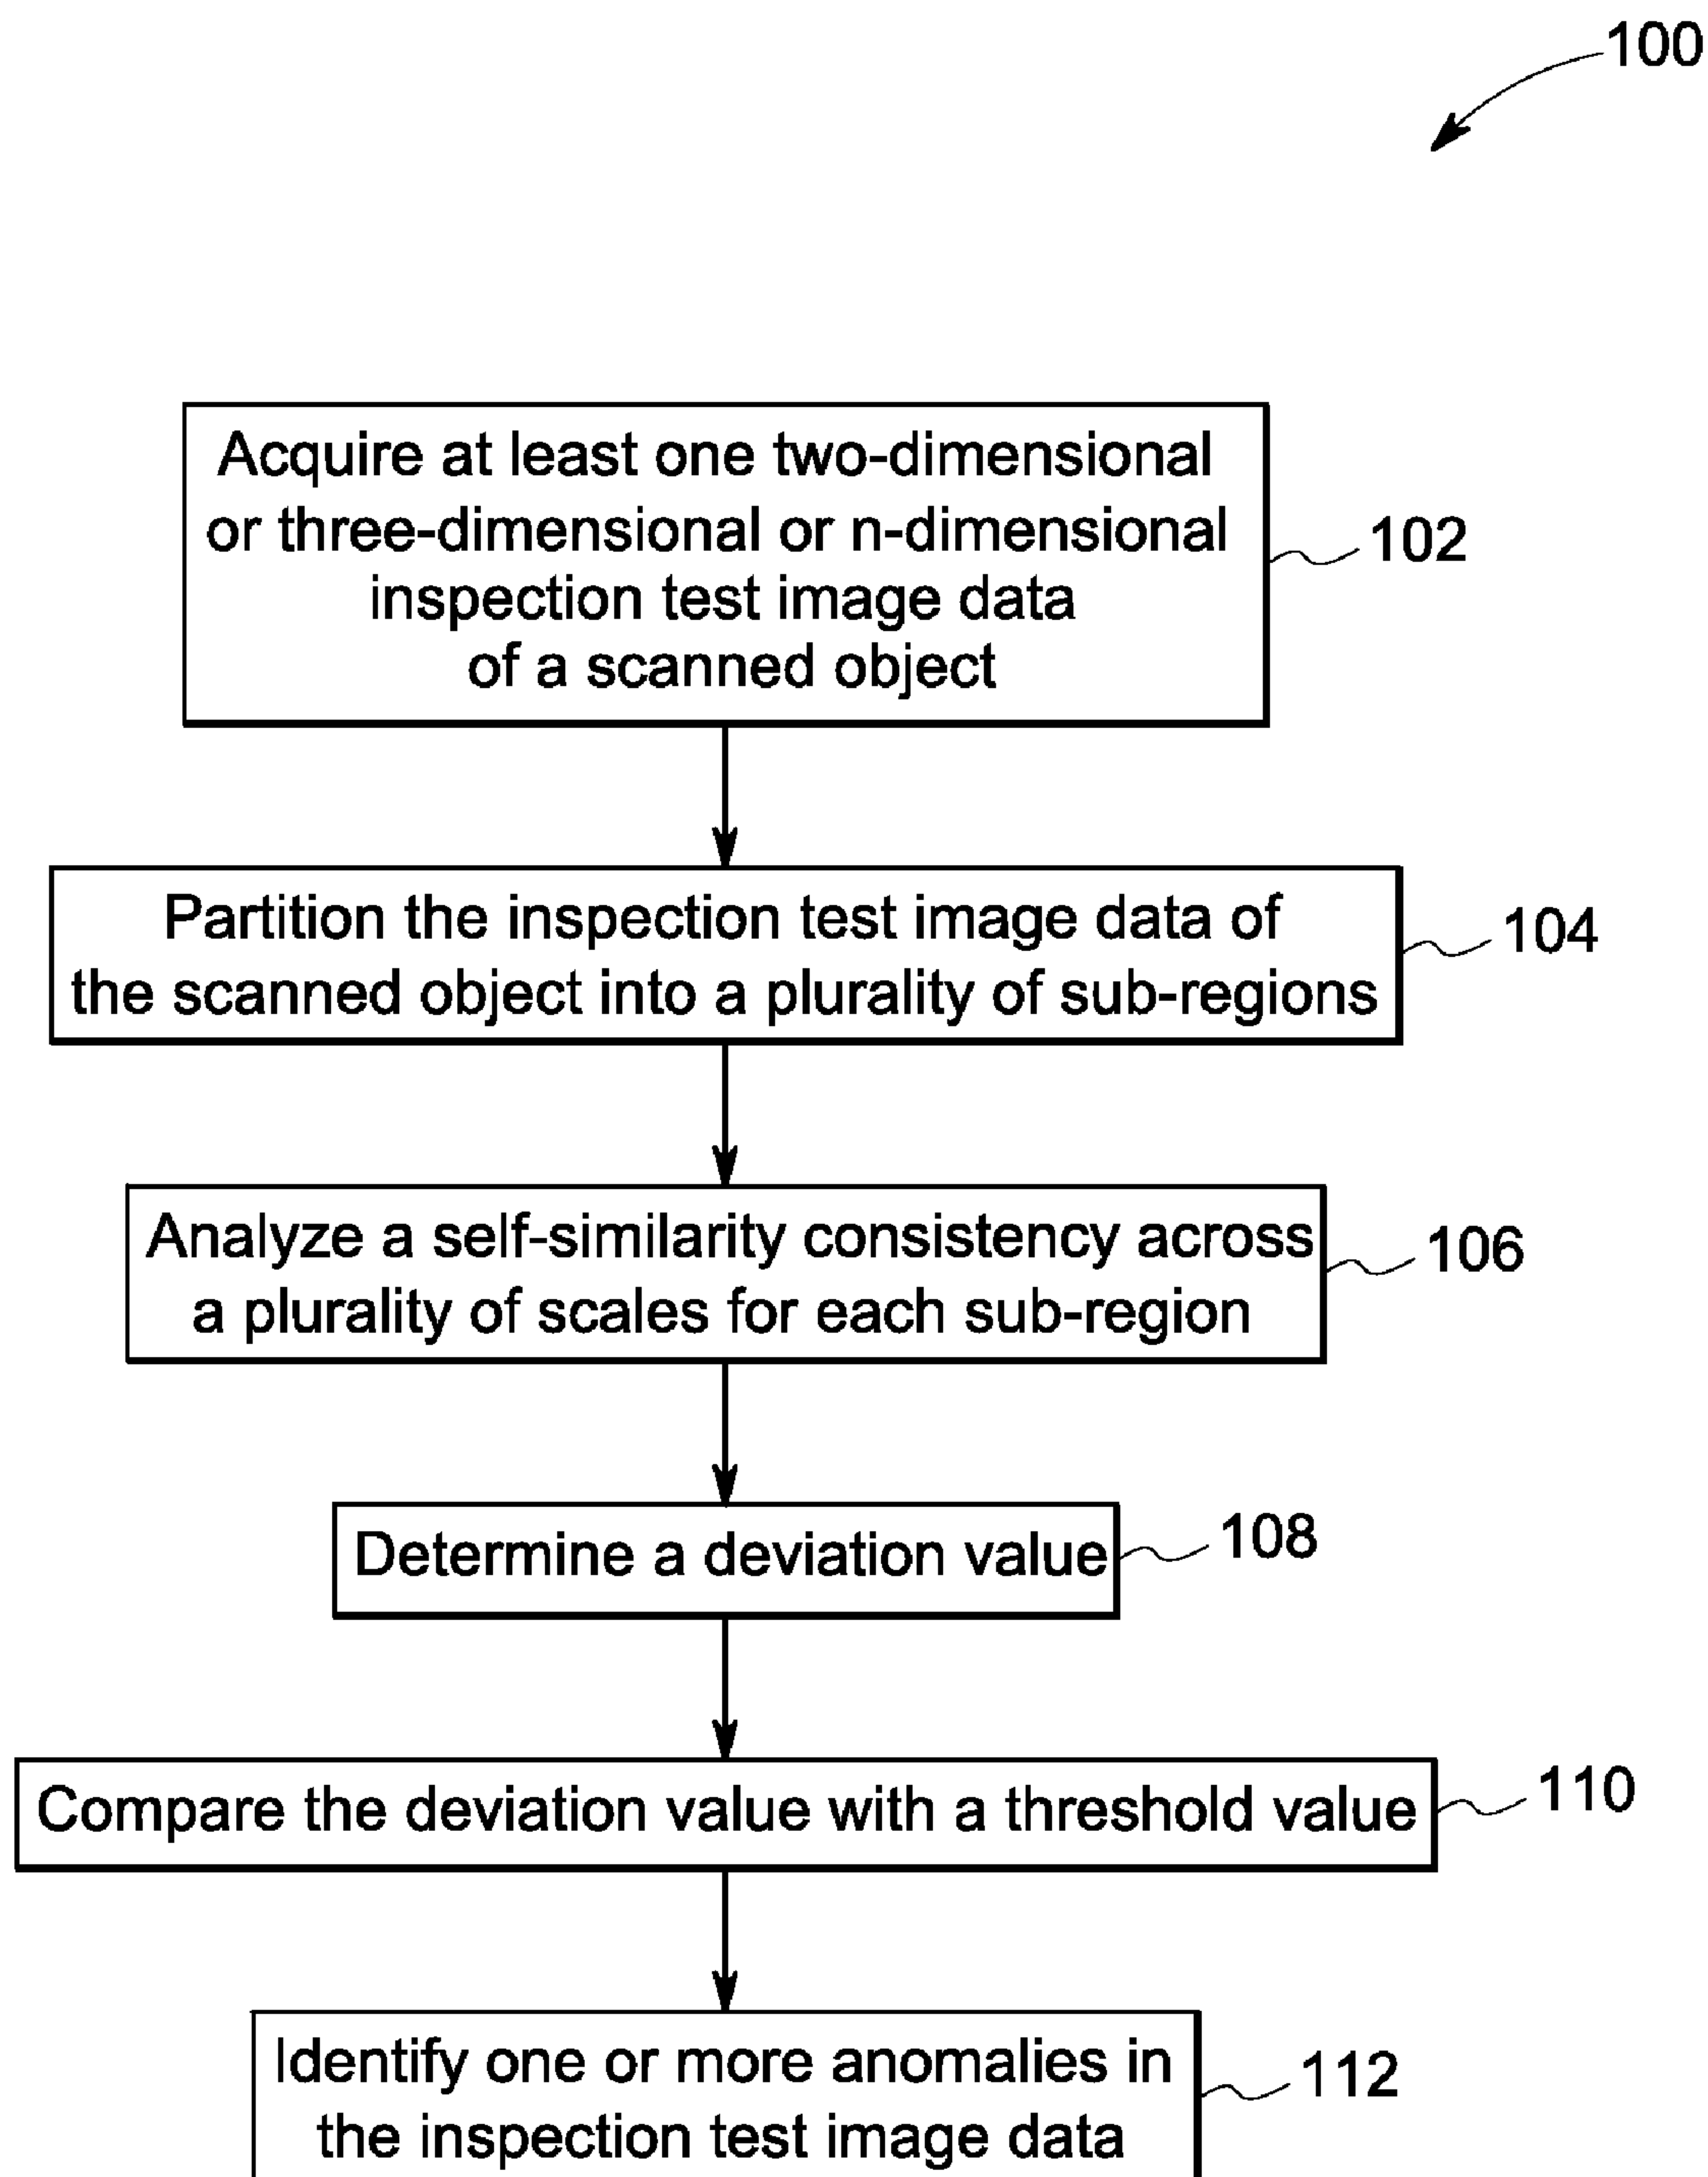 100
Acquire at least one two-dimensional
or three-dimensional or n-dimensional
inspection test image data
of a scanned object
102
Partition the inspection test image data of
the scanned object into a plurality of sub-regions
104
Analyze a self-similarity consistency across
a plurality of scales for each sub-region
106
Determine a deviation value
108
Compare the deviation value with a threshold value
110
Identify one or more anomalies in
the inspection test image data
112